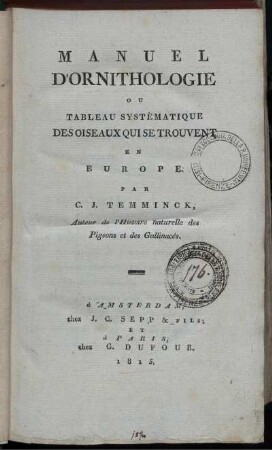 MANUEL
D'ORNITHOLOGIE
OU
TABLEAU SYSTÉMATIQUE
DES OISEAUX QUI SE TROUVENT
EN
EUROPE.
PAR
C. J. TEMMINCK,
Auteur de l'Histoire naturelle des
Pigeons et des Gallinacés.
à AMSTERDAM,
chez J. C. SEPP & FILS;
ET
à PARIS,
chez G. DUFOUR.
1815.
176.